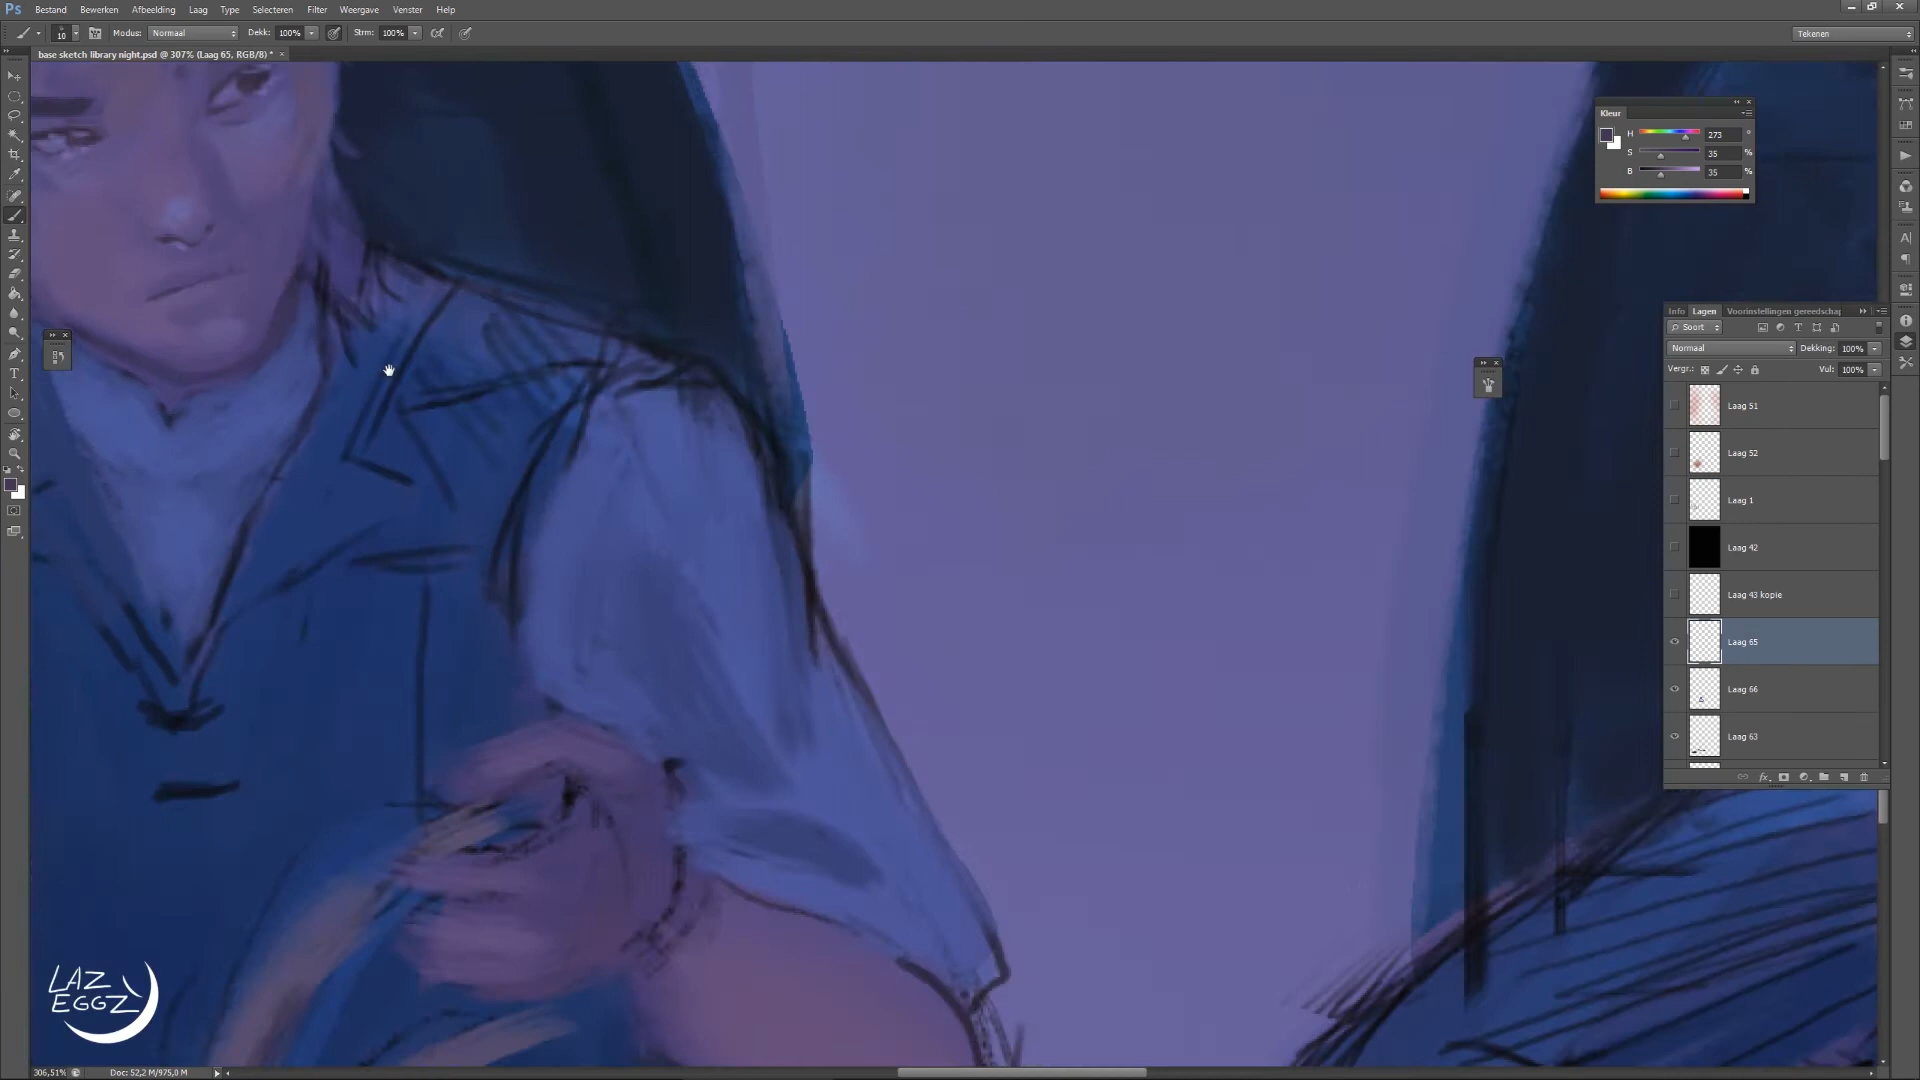 Ps Bestand Bewerken Afbeelding Laag Type Selecteren Filter Weergave Venster Help
10 Modus: Normaal Dekk: 100% Strm: 100% Tekenen
base sketch library night.psd @ 307% (Laag 65, RGB/8) *
Kleur
H 273 °
S 35 %
B 35 %
Info Lagen Voorinstellingen gereedschap
Soort
Normaal Dekking: 100%
Vergr.: Vul: 100%
Laag 51
Laag 52
Laag 1
Laag 42
Laag 43 kopie
Laag 65
Laag 66
Laag 63
LAZ
EGGZ
306,51% Doc: 52,2 M/975,0 M